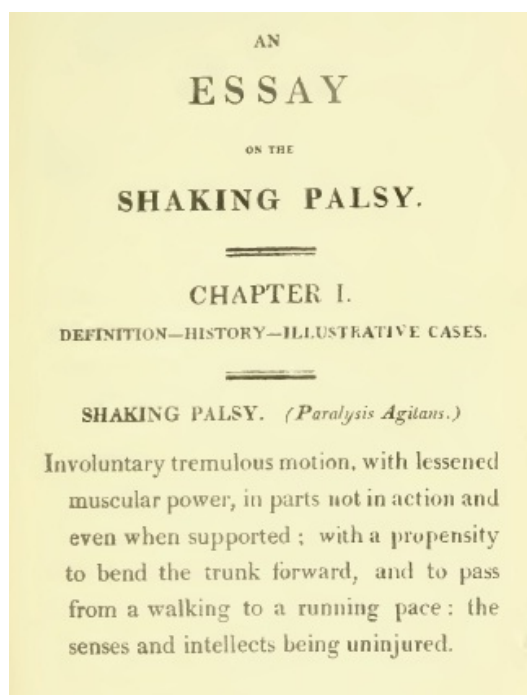 AN
ESSAY
ON THE
SHAKING PALSY.
CHAPTER I.
DEFINITION—HISTORY—ILLUSTRATIVE CASES.
SHAKING PALSY. (Paralysis Agitans.)
Involuntary tremulous motion, with lessened
muscular power, in parts not in action and
even when supported; with a propensity
to bend the trunk forward, and to pass
from a walking to a running pace: the
senses and intellects being uninjured.